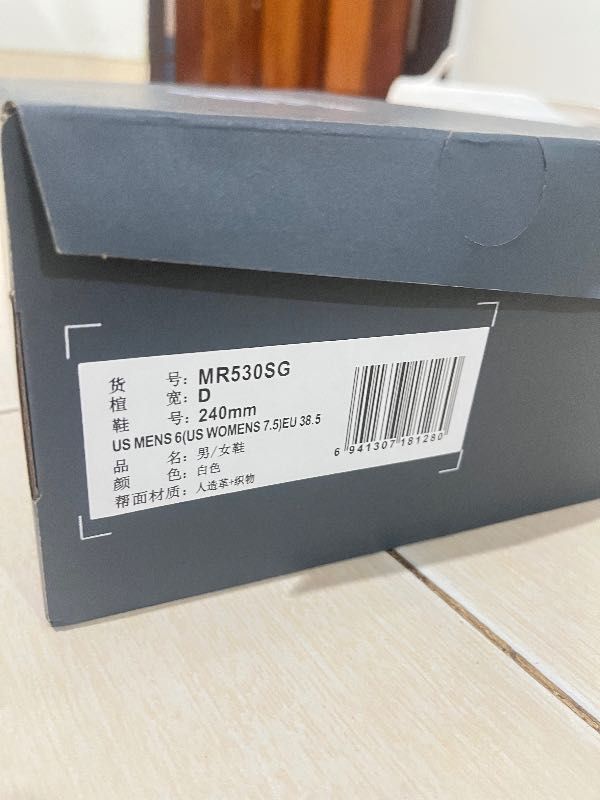 货 号: MR530SG
楦 宽: D
鞋 号: 240mm
US MENS 6(US WOMENS 7.5)EU 38.5
品 名: 男/女鞋
颜 色: 白色
帮面材质: 人造革+织物
6 941307 181280